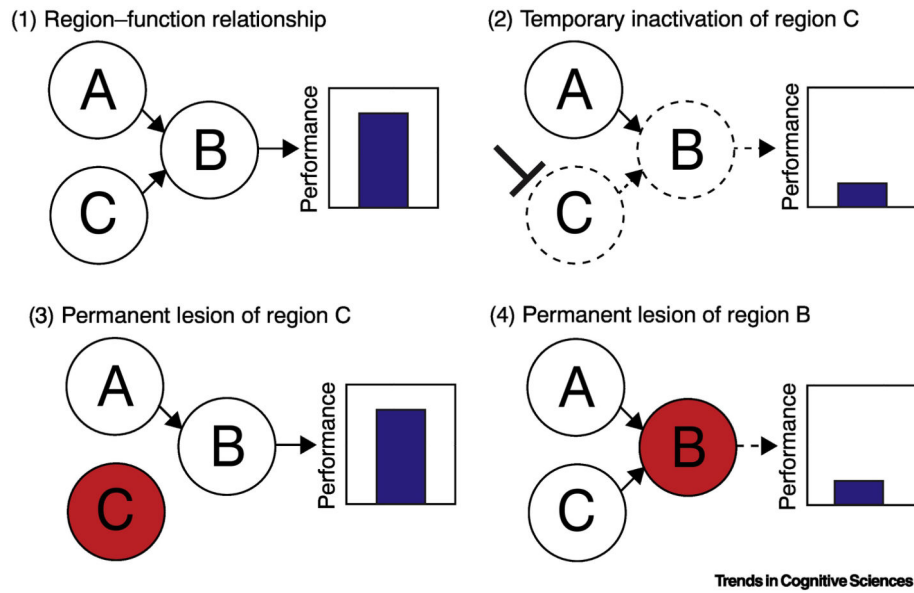 (1) Region–function relationship
A
B
C
Performance
(2) Temporary inactivation of region C
A
B
C
Performance
(3) Permanent lesion of region C
A
B
C
Performance
(4) Permanent lesion of region B
A
B
C
Performance
Trends in Cognitive Sciences